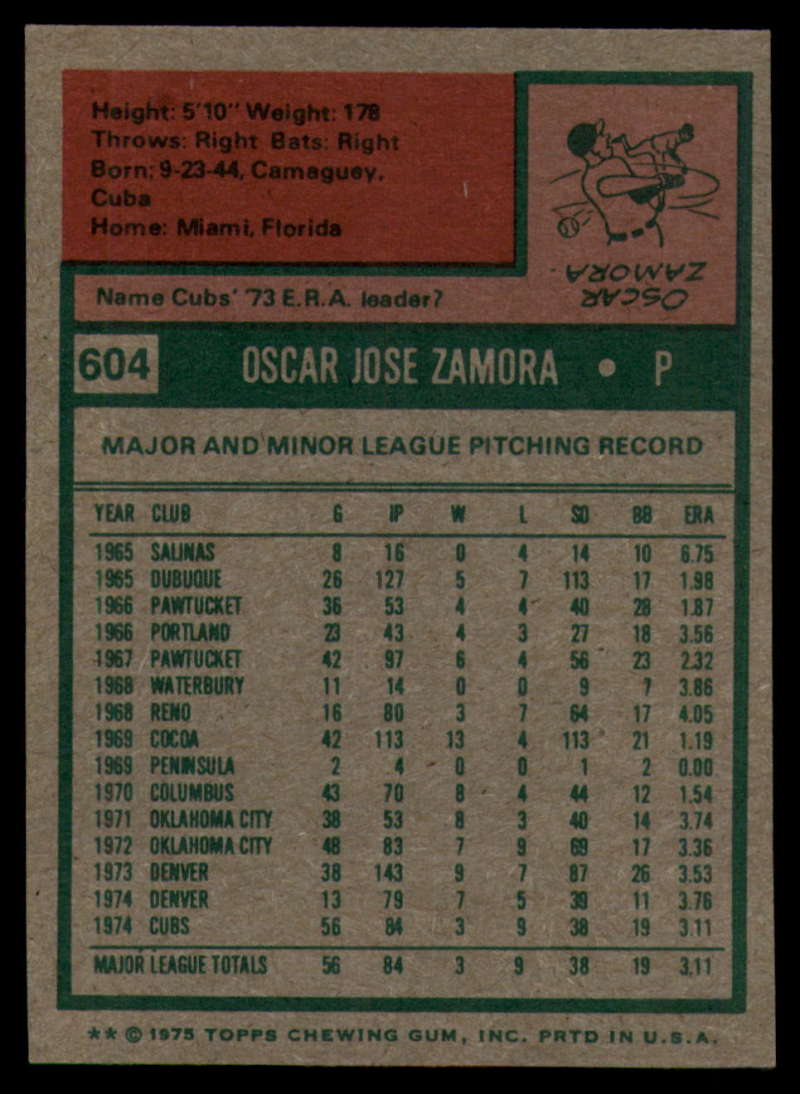 Height: 5'10" Weight: 178
Throws: Right Bats: Right
Born: 9-23-44, Camaguey,
Cuba
Home: Miami, Florida
Name Cubs' '73 E.R.A. leader?
OSCAR
ZAMORA
604 OSCAR JOSE ZAMORA • P
MAJOR AND MINOR LEAGUE PITCHING RECORD
YEAR CLUB G IP W L SO BB ERA
1965 SALINAS 8 16 0 4 14 10 6.75
1965 DUBUQUE 26 127 5 7 113 17 1.98
1966 PAWTUCKET 36 53 4 4 40 28 1.87
1966 PORTLAND 23 43 4 3 27 18 3.56
1967 PAWTUCKET 42 97 6 4 56 23 2.32
1968 WATERBURY 11 14 0 0 9 7 3.86
1968 RENO 16 80 3 7 64 17 4.05
1969 COCOA 42 113 13 4 113 21 1.19
1969 PENINSULA 2 4 0 0 1 2 0.00
1970 COLUMBUS 43 70 8 4 44 12 1.54
1971 OKLAHOMA CITY 38 53 8 3 40 14 3.74
1972 OKLAHOMA CITY 48 83 7 9 69 17 3.36
1973 DENVER 38 143 9 7 87 26 3.53
1974 DENVER 13 79 7 5 39 11 3.76
1974 CUBS 56 84 3 9 38 19 3.11
MAJOR LEAGUE TOTALS 56 84 3 9 38 19 3.11
** © 1975 TOPPS CHEWING GUM, INC. PRTD IN U.S.A.